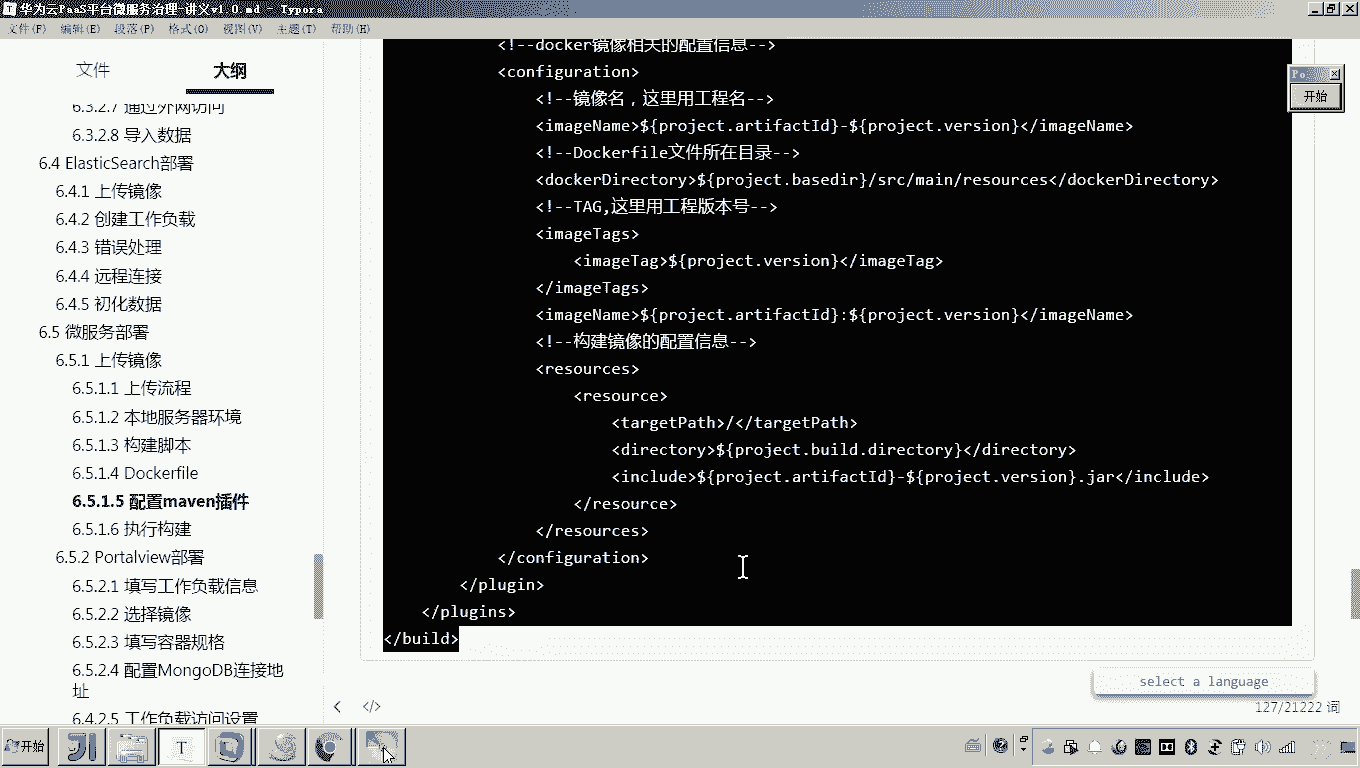 华为云PaaS平台微服务治理-讲义v1.0.md - Typora
文件(F) 编辑(E) 段落(P) 格式(O) 视图(V) 主题(T) 帮助(H)
文件 大纲
6.3.2.7 通过外网访问
6.3.2.8 导入数据
6.4 ElasticSearch部署
6.4.1 上传镜像
6.4.2 创建工作负载
6.4.3 错误处理
6.4.4 远程连接
6.4.5 初化数据
6.5 微服务部署
6.5.1 上传镜像
6.5.1.1 上传流程
6.5.1.2 本地服务器环境
6.5.1.3 构建脚本
6.5.1.4 Dockerfile
6.5.1.5 配置maven插件
6.5.1.6 执行构建
6.5.2 Portalview部署
6.5.2.1 填写工作负载信息
6.5.2.2 选择镜像
6.5.2.3 填写容器规格
6.5.2.4 配置MongoDB连接地
址
6.4.2.5 工作负载访问设置
<!--docker镜像相关的配置信息-->
<configuration>
<!--镜像名，这里用工程名-->
<imageName>${project.artifactId}-${project.version}</imageName>
<!--Dockerfile文件所在目录-->
<dockerDirectory>${project.basedir}/src/main/resources</dockerDirectory>
<!--TAG,这里用工程版本号-->
<imageTags>
<imageTag>${project.version}</imageTag>
</imageTags>
<imageName>${project.artifactId}:${project.version}</imageName>
<!--构建镜像的配置信息-->
<resources>
<resource>
<targetPath>/</targetPath>
<directory>${project.build.directory}</directory>
<include>${project.artifactId}-${project.version}.jar</include>
</resource>
</resources>
</configuration>
</plugin>
</plugins>
</build>
Po
开始
select a language
127/21222 词
开始